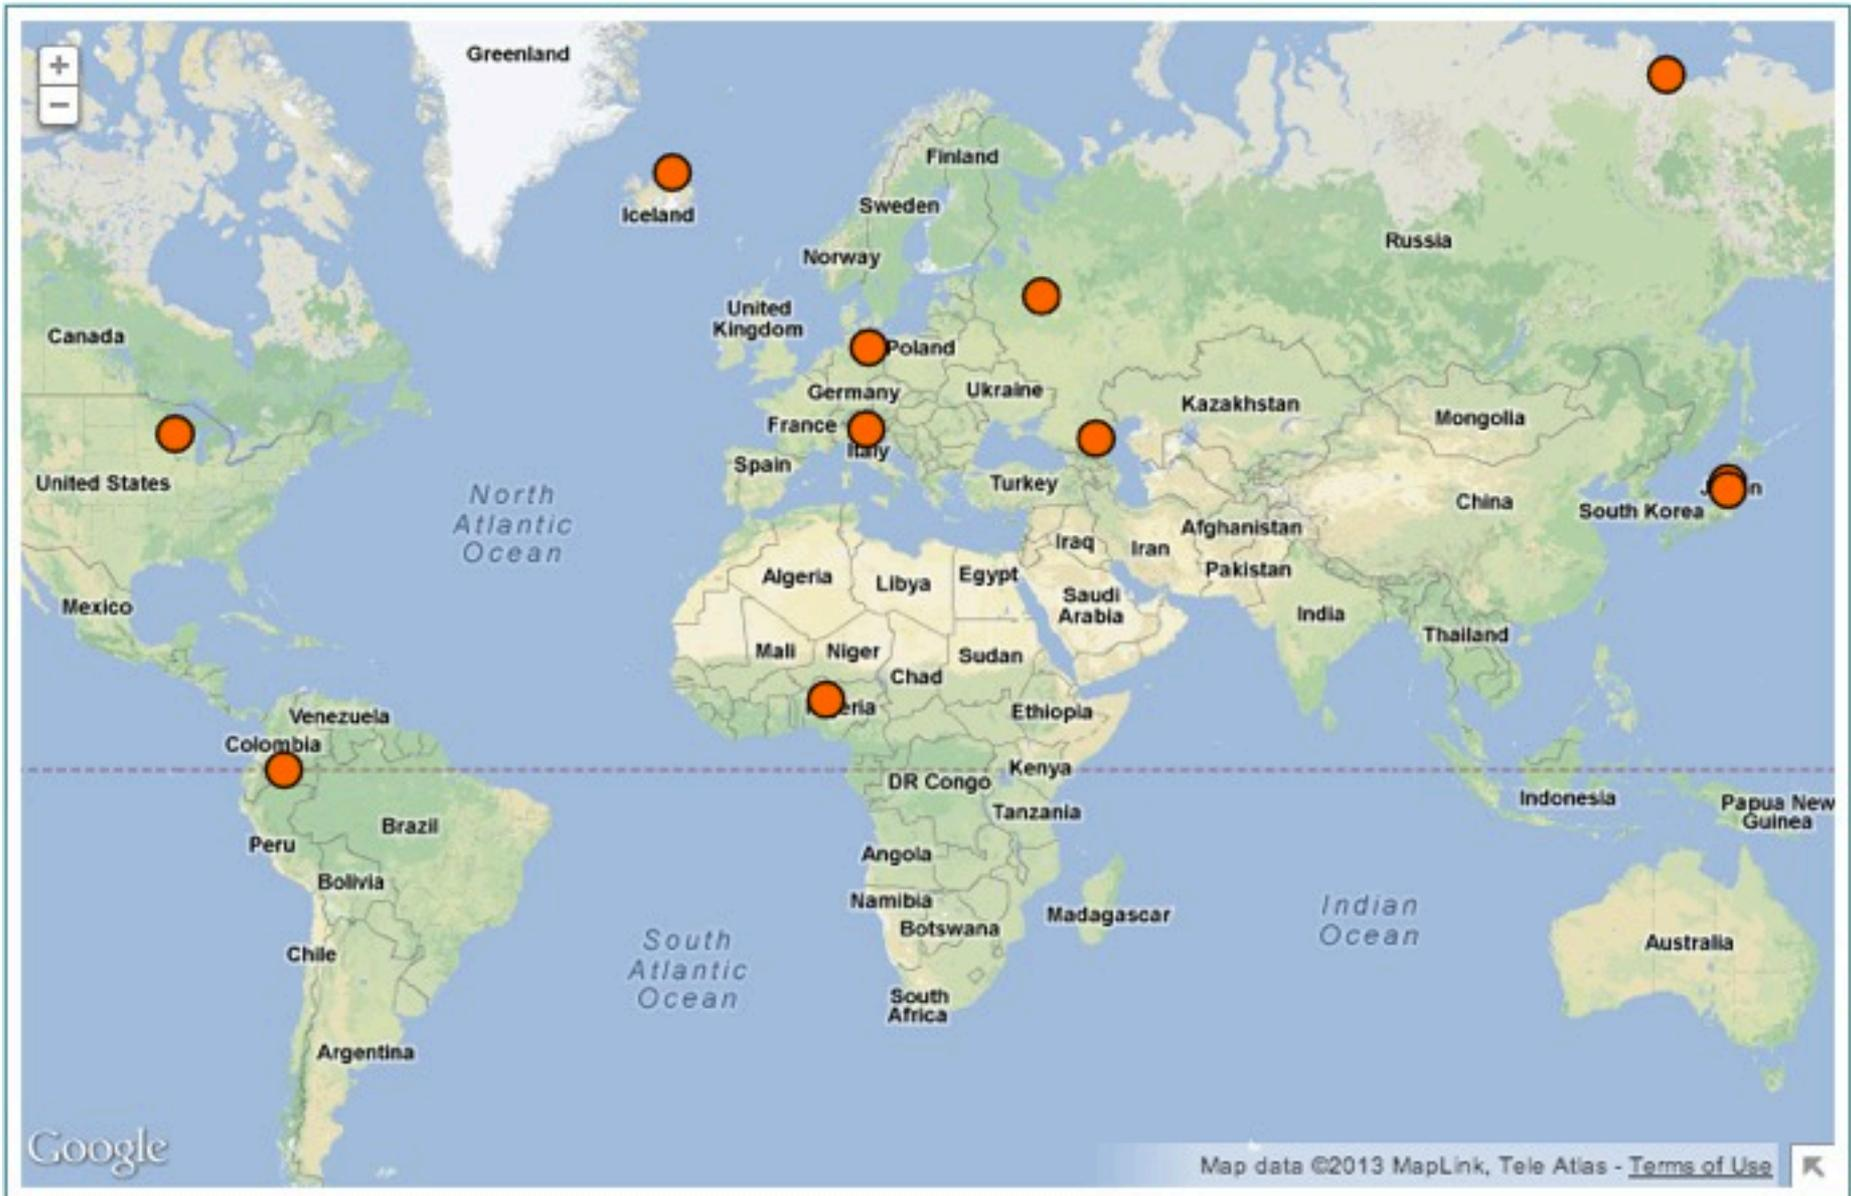 +
−
Greenland
Finland
Iceland
Sweden
Russia
Norway
United
Kingdom
Canada
Poland
Germany
Ukraine
Kazakhstan
Mongolia
France
Italy
Spain
United States
Turkey
China
South Korea
North
Atlantic
Ocean
Afghanistan
Iraq
Iran
Pakistan
Algeria
Libya
Egypt
Saudi
Arabia
Mexico
India
Thailand
Mali
Niger
Sudan
Chad
Ethiopia
Venezuela
Colombia
Kenya
DR Congo
Indonesia
Papua New
Guinea
Tanzania
Brazil
Peru
Angola
Bolivia
Namibia
Botswana
Madagascar
Indian
Ocean
Chile
South
Atlantic
Ocean
Australia
South
Africa
Argentina
Google
Map data ©2013 MapLink, Tele Atlas - Terms of Use